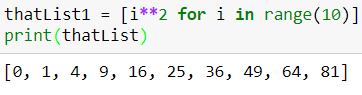 thatList1 = [i**2 for i in range(10)]
print(thatList)
[0, 1, 4, 9, 16, 25, 36, 49, 64, 81]